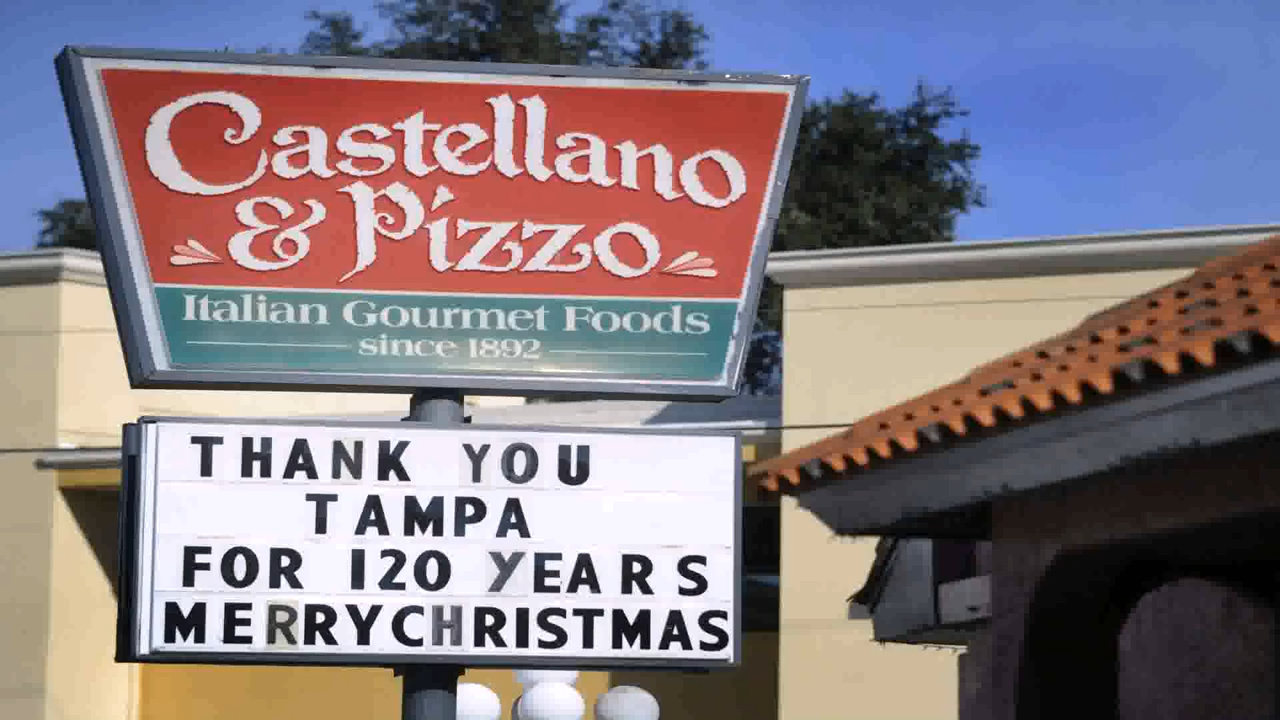 Castellano
& Pizzo
Italian Gourmet Foods
since 1892
THANK YOU
TAMPA
FOR 120 YEARS
MERRYCHRISTMAS